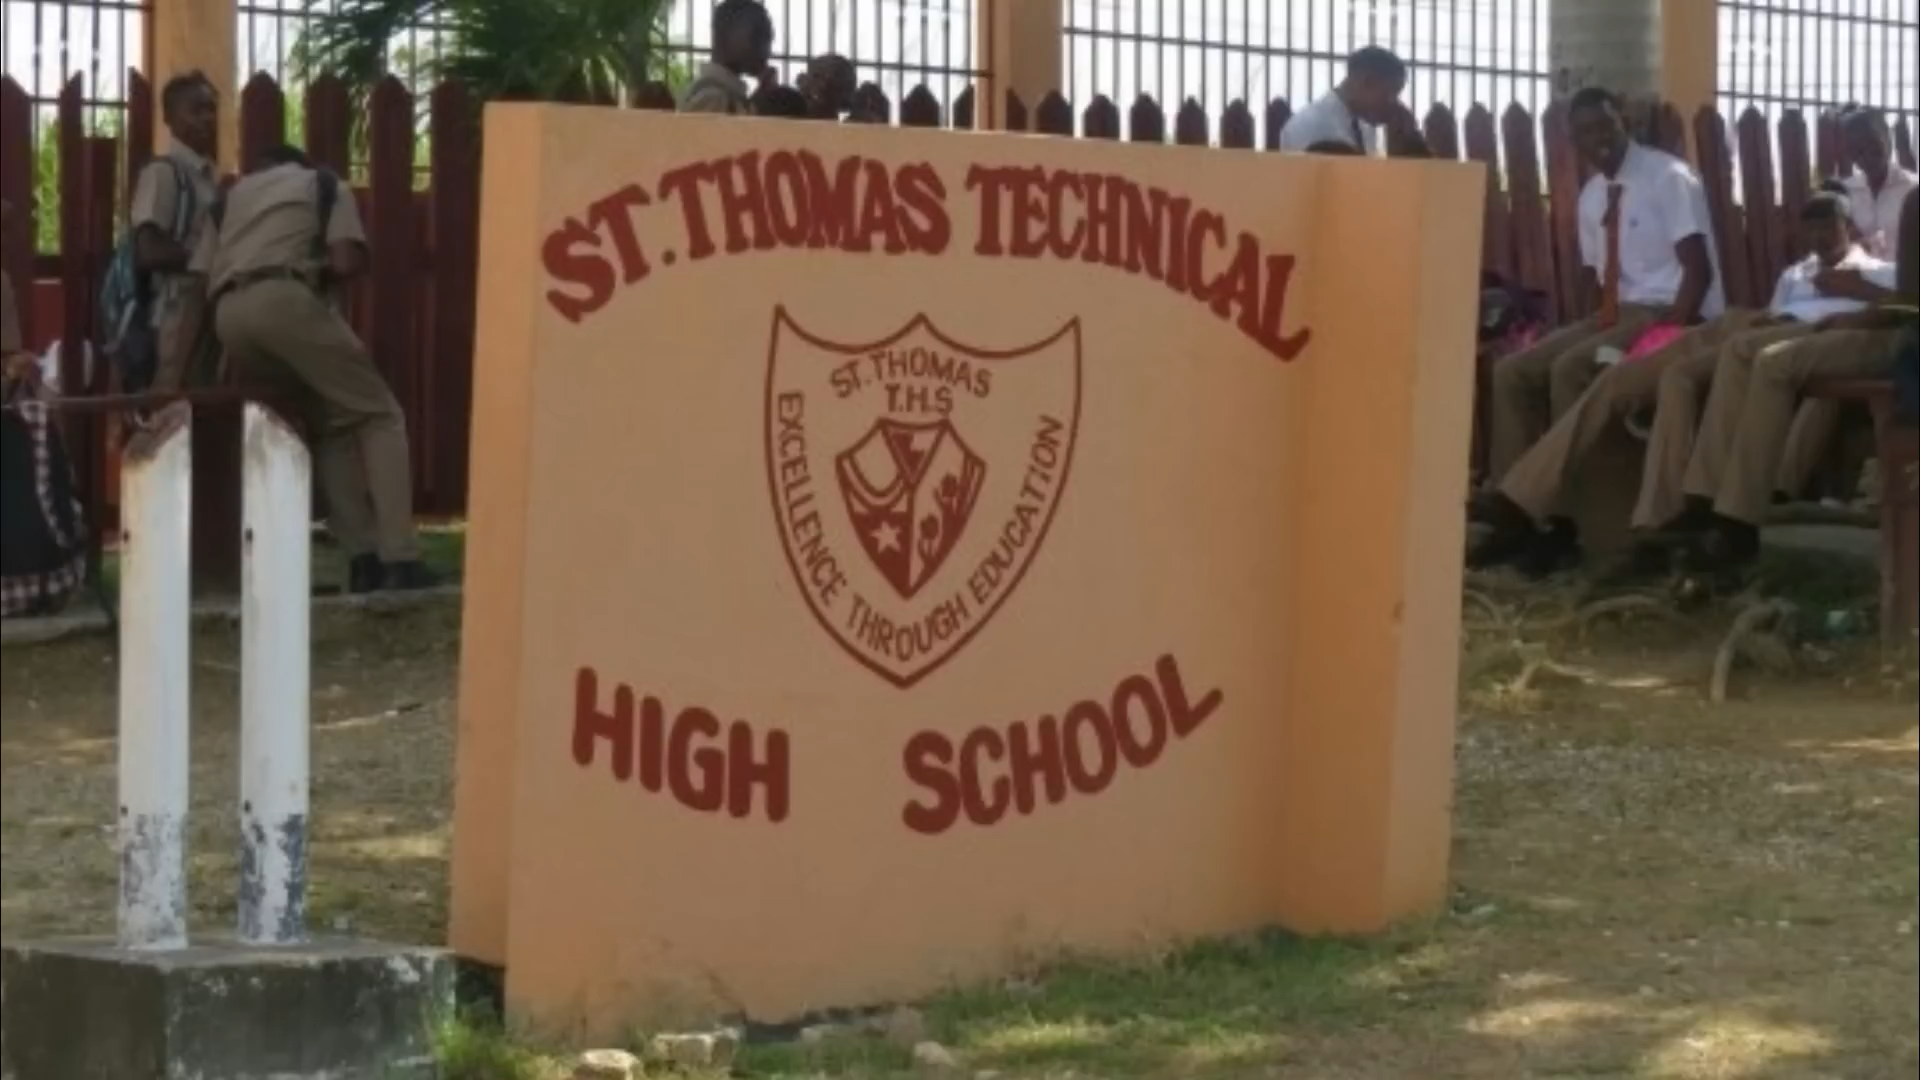 ST. THOMAS TECHNICAL
ST. THOMAS
T.H.S
EXCELLENCE THROUGH EDUCATION
HIGH SCHOOL